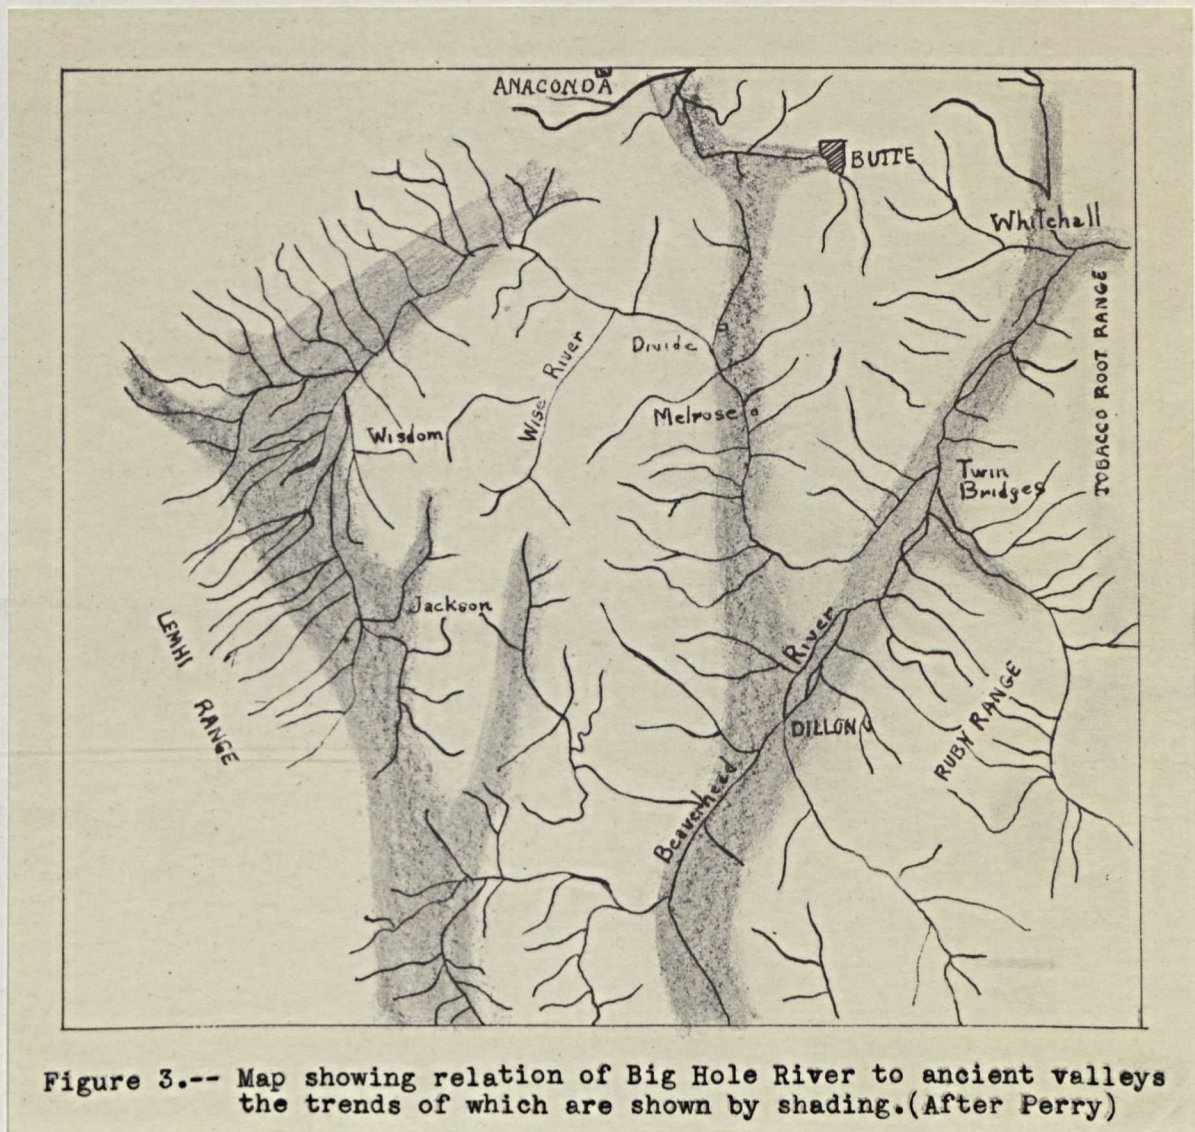 ANACONDA
BUTTE
Whitehall
TOBACCO ROOT RANGE
Divide
Wise River
Melrose
Wisdom
Twin
Bridges
Jackson
LEMHI RANGE
River
DILLON
RUBY RANGE
Beaverhead
Figure 3.-- Map showing relation of Big Hole River to ancient valleys
the trends of which are shown by shading.(After Perry)